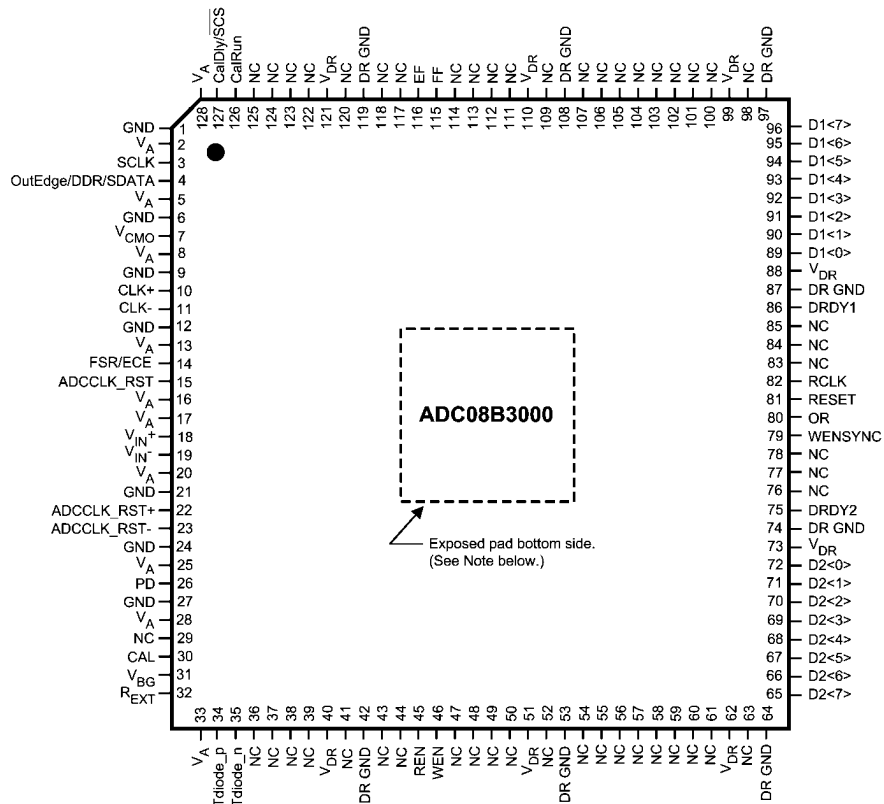 V_A
CalDly/SCS
CalRun
NC
NC
NC
NC
V_DR
NC
DR GND
NC
NC
EF
FF
NC
NC
NC
NC
V_DR
NC
DR GND
NC
NC
NC
NC
NC
NC
NC
NC
V_DR
NC
DR GND
128
127
126
125
124
123
122
121
120
119
118
117
116
115
114
113
112
111
110
109
108
107
106
105
104
103
102
101
100
99
98
97
GND 1
V_A 2
SCLK 3
OutEdge/DDR/SDATA 4
V_A 5
GND 6
V_CMO 7
V_A 8
GND 9
CLK+ 10
CLK- 11
GND 12
V_A 13
FSR/ECE 14
ADCCLK_RST 15
V_A 16
V_A 17
V_IN+ 18
V_IN- 19
V_A 20
GND 21
ADCCLK_RST+ 22
ADCCLK_RST- 23
GND 24
V_A 25
PD 26
GND 27
V_A 28
NC 29
CAL 30
V_BG 31
R_EXT 32
ADC08B3000
Exposed pad bottom side.
(See Note below.)
96 D1<7>
95 D1<6>
94 D1<5>
93 D1<4>
92 D1<3>
91 D1<2>
90 D1<1>
89 D1<0>
88 V_DR
87 DR GND
86 DRDY1
85 NC
84 NC
83 NC
82 RCLK
81 RESET
80 OR
79 WENSYNC
78 NC
77 NC
76 NC
75 DRDY2
74 DR GND
73 V_DR
72 D2<0>
71 D2<1>
70 D2<2>
69 D2<3>
68 D2<4>
67 D2<5>
66 D2<6>
65 D2<7>
33
34
35
36
37
38
39
40
41
42
43
44
45
46
47
48
49
50
51
52
53
54
55
56
57
58
59
60
61
62
63
64
V_A
Tdiode_p
Tdiode_n
NC
NC
NC
NC
V_DR
NC
DR GND
NC
NC
REN
WEN
NC
NC
NC
NC
V_DR
NC
DR GND
NC
NC
NC
NC
NC
NC
NC
NC
V_DR
NC
DR GND